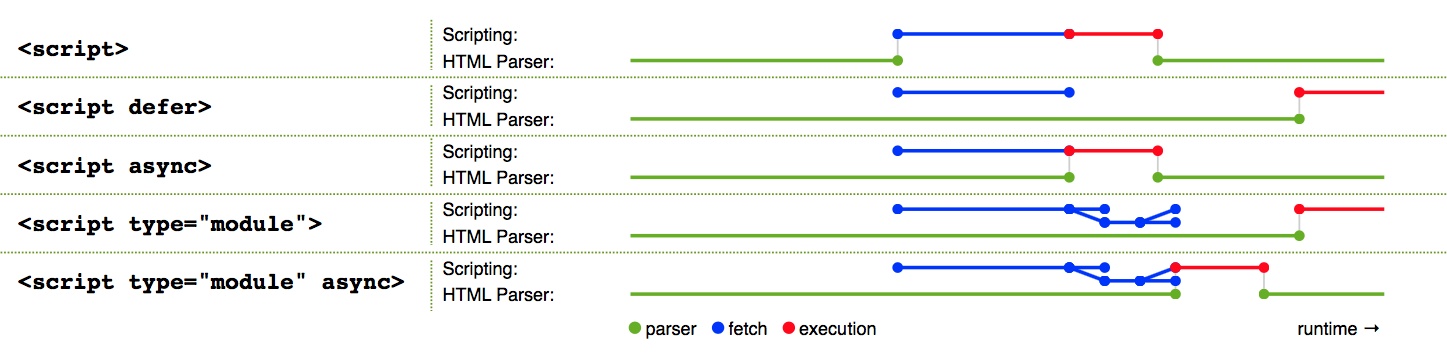 <script>
Scripting:
HTML Parser:
<script defer>
Scripting:
HTML Parser:
<script async>
Scripting:
HTML Parser:
<script type="module">
Scripting:
HTML Parser:
<script type="module" async>
Scripting:
HTML Parser:
parser fetch execution runtime →